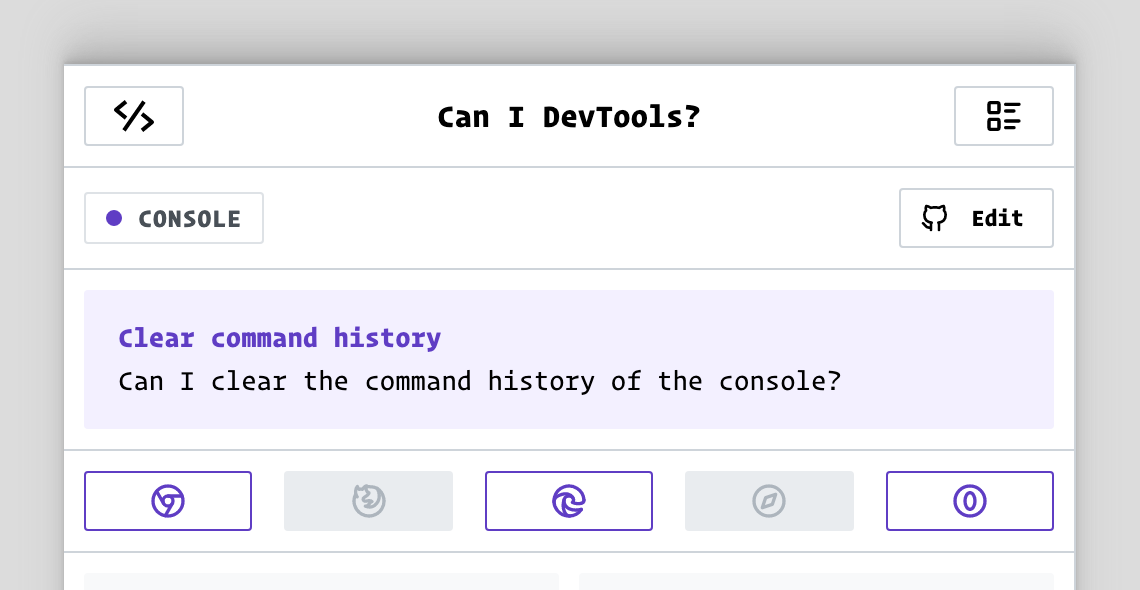 Can I DevTools?
CONSOLE
Edit
Clear command history
Can I clear the command history of the console?